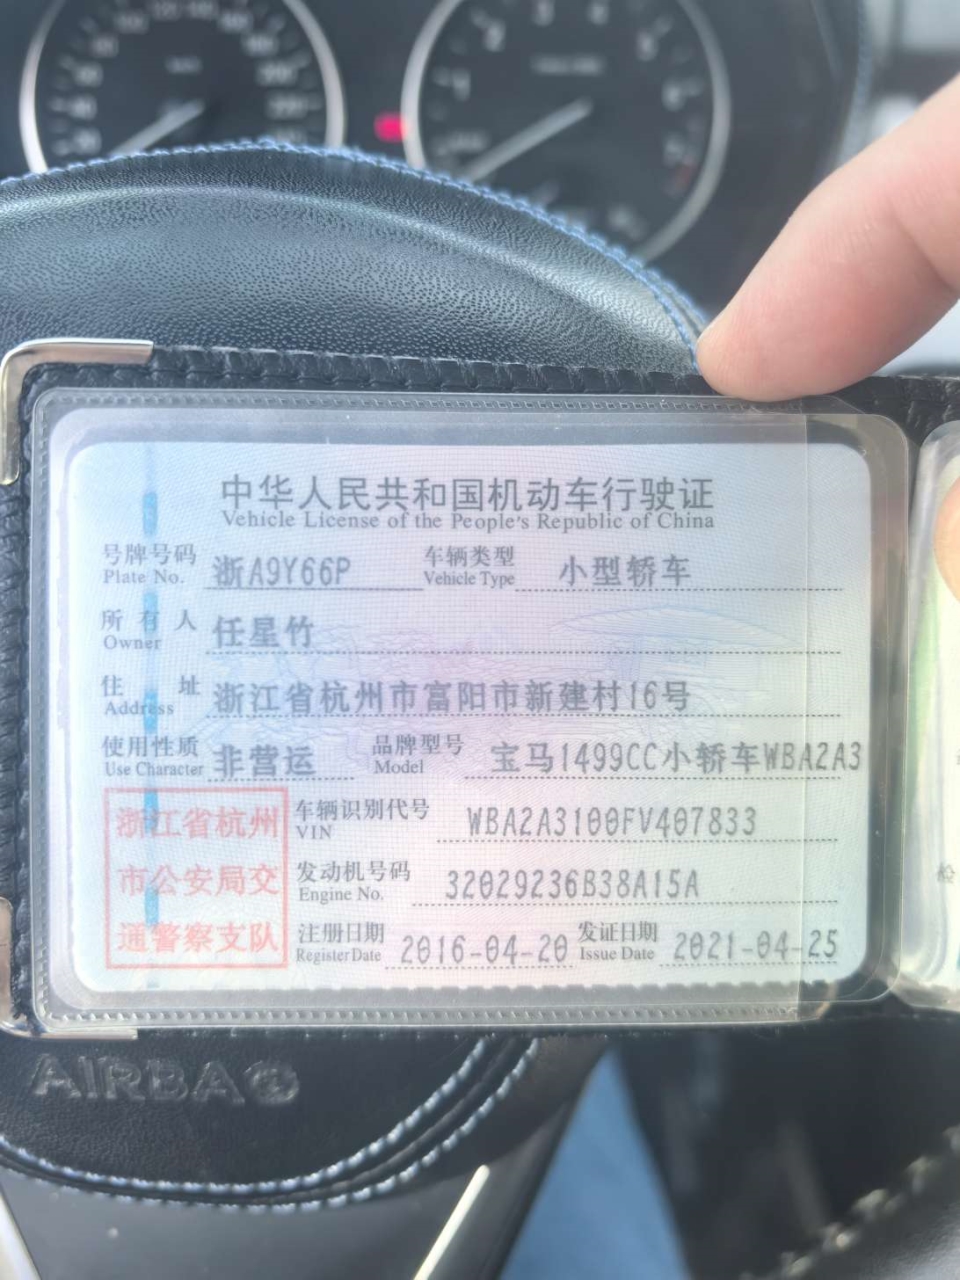 中华人民共和国机动车行驶证
Vehicle License of the People's Republic of China
号牌号码 浙A9Y66P 车辆类型 小型轿车
Plate No. Vehicle Type
所有人 任星竹
Owner
住址 浙江省杭州市富阳市新建村16号
Address
使用性质 非营运 品牌型号 宝马1499CC小轿车WBA2A3
Use Character Model
浙江省杭州
市公安局交
通警察支队
车辆识别代号 WBA2A3100FV407833
VIN
发动机号码 32029236B38A15A
Engine No.
注册日期 2016-04-20 发证日期 2021-04-25
Register Date Issue Date
检
AIRBAG